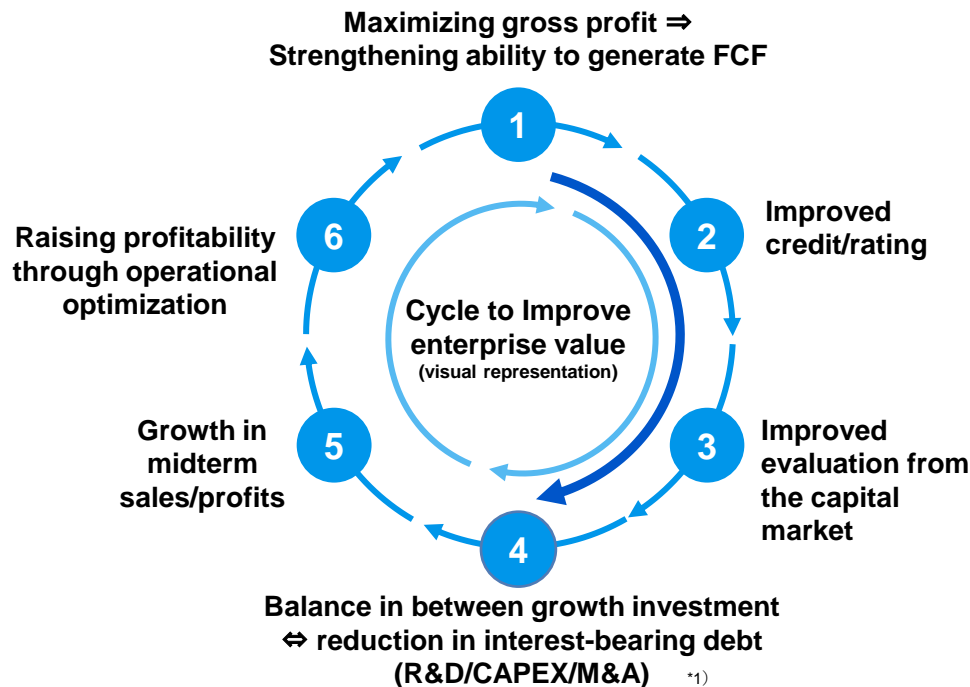 Maximizing gross profit ⇒
Strengthening ability to generate FCF
1
2
Improved
credit/rating
3
Improved
evaluation from
the capital
market
4
Balance in between growth investment
⇔ reduction in interest-bearing debt
(R&D/CAPEX/M&A) *1）
5
Growth in
midterm
sales/profits
6
Raising profitability
through operational
optimization
Cycle to Improve
enterprise value
(visual representation)